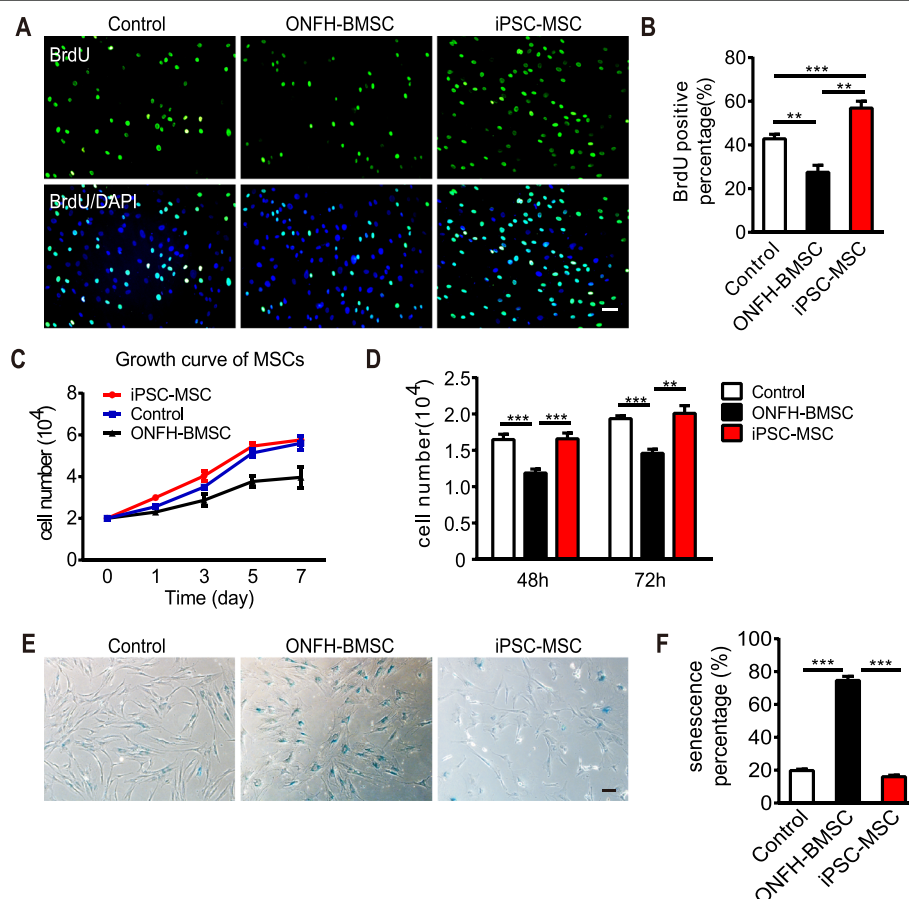 A
Control
ONFH-BMSC
iPSC-MSC
BrdU
BrdU/DAPI
B
BrdU positive
percentage(%)
80
60
40
20
0
***
**
**
Control
ONFH-BMSC
iPSC-MSC
C
Growth curve of MSCs
cell number (10⁴)
8
6
4
2
0
iPSC-MSC
Control
ONFH-BMSC
0 1 3 5 7
Time (day)
D
cell number(10⁴)
2.5
2.0
1.5
1.0
0.5
0
*** ***
*** **
48h 72h
Control
ONFH-BMSC
iPSC-MSC
E
Control
ONFH-BMSC
iPSC-MSC
F
senescence
percentage (%)
100
80
60
40
20
0
*** ***
Control
ONFH-BMSC
iPSC-MSC